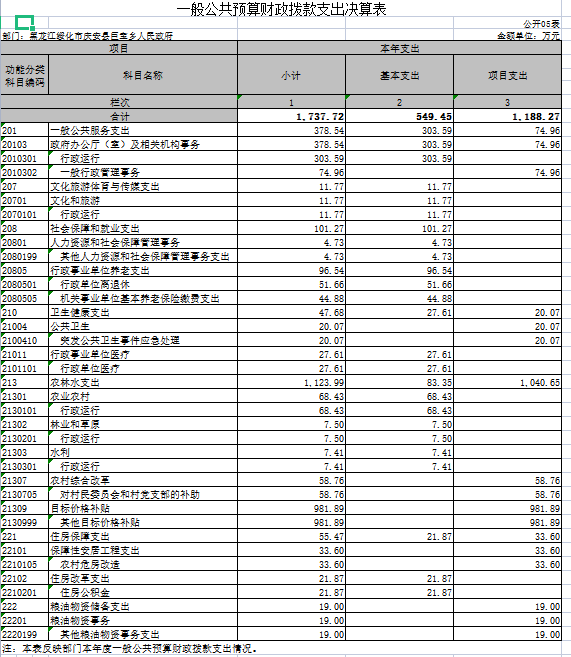 一般公共预算财政拨款支出决算表
公开05表
部门：黑龙江绥化市庆安县巨宝乡人民政府 金额单位：万元
项目 本年支出
功能分类科目编码 科目名称 小计 基本支出 项目支出
栏次 1 2 3
合计 1,737.72 549.45 1,188.27
201 一般公共服务支出 378.54 303.59 74.96
20103 政府办公厅（室）及相关机构事务 378.54 303.59 74.96
2010301 行政运行 303.59 303.59
2010302 一般行政管理事务 74.96 74.96
207 文化旅游体育与传媒支出 11.77 11.77
20701 文化和旅游 11.77 11.77
2070101 行政运行 11.77 11.77
208 社会保障和就业支出 101.27 101.27
20801 人力资源和社会保障管理事务 4.73 4.73
2080199 其他人力资源和社会保障管理事务支出 4.73 4.73
20805 行政事业单位养老支出 96.54 96.54
2080501 行政单位离退休 51.66 51.66
2080505 机关事业单位基本养老保险缴费支出 44.88 44.88
210 卫生健康支出 47.68 27.61 20.07
21004 公共卫生 20.07 20.07
2100410 突发公共卫生事件应急处理 20.07 20.07
21011 行政事业单位医疗 27.61 27.61
2101101 行政单位医疗 27.61 27.61
213 农林水支出 1,123.99 83.35 1,040.65
21301 农业农村 68.43 68.43
2130101 行政运行 68.43 68.43
21302 林业和草原 7.50 7.50
2130201 行政运行 7.50 7.50
21303 水利 7.41 7.41
2130301 行政运行 7.41 7.41
21307 农村综合改革 58.76 58.76
2130705 对村民委员会和村党支部的补助 58.76 58.76
21309 目标价格补贴 981.89 981.89
2130999 其他目标价格补贴 981.89 981.89
221 住房保障支出 55.47 21.87 33.60
22101 保障性安居工程支出 33.60 33.60
2210105 农村危房改造 33.60 33.60
22102 住房改革支出 21.87 21.87
2210201 住房公积金 21.87 21.87
222 粮油物资储备支出 19.00 19.00
22201 粮油物资事务 19.00 19.00
2220199 其他粮油物资事务支出 19.00 19.00
注：本表反映部门本年度一般公共预算财政拨款支出情况。